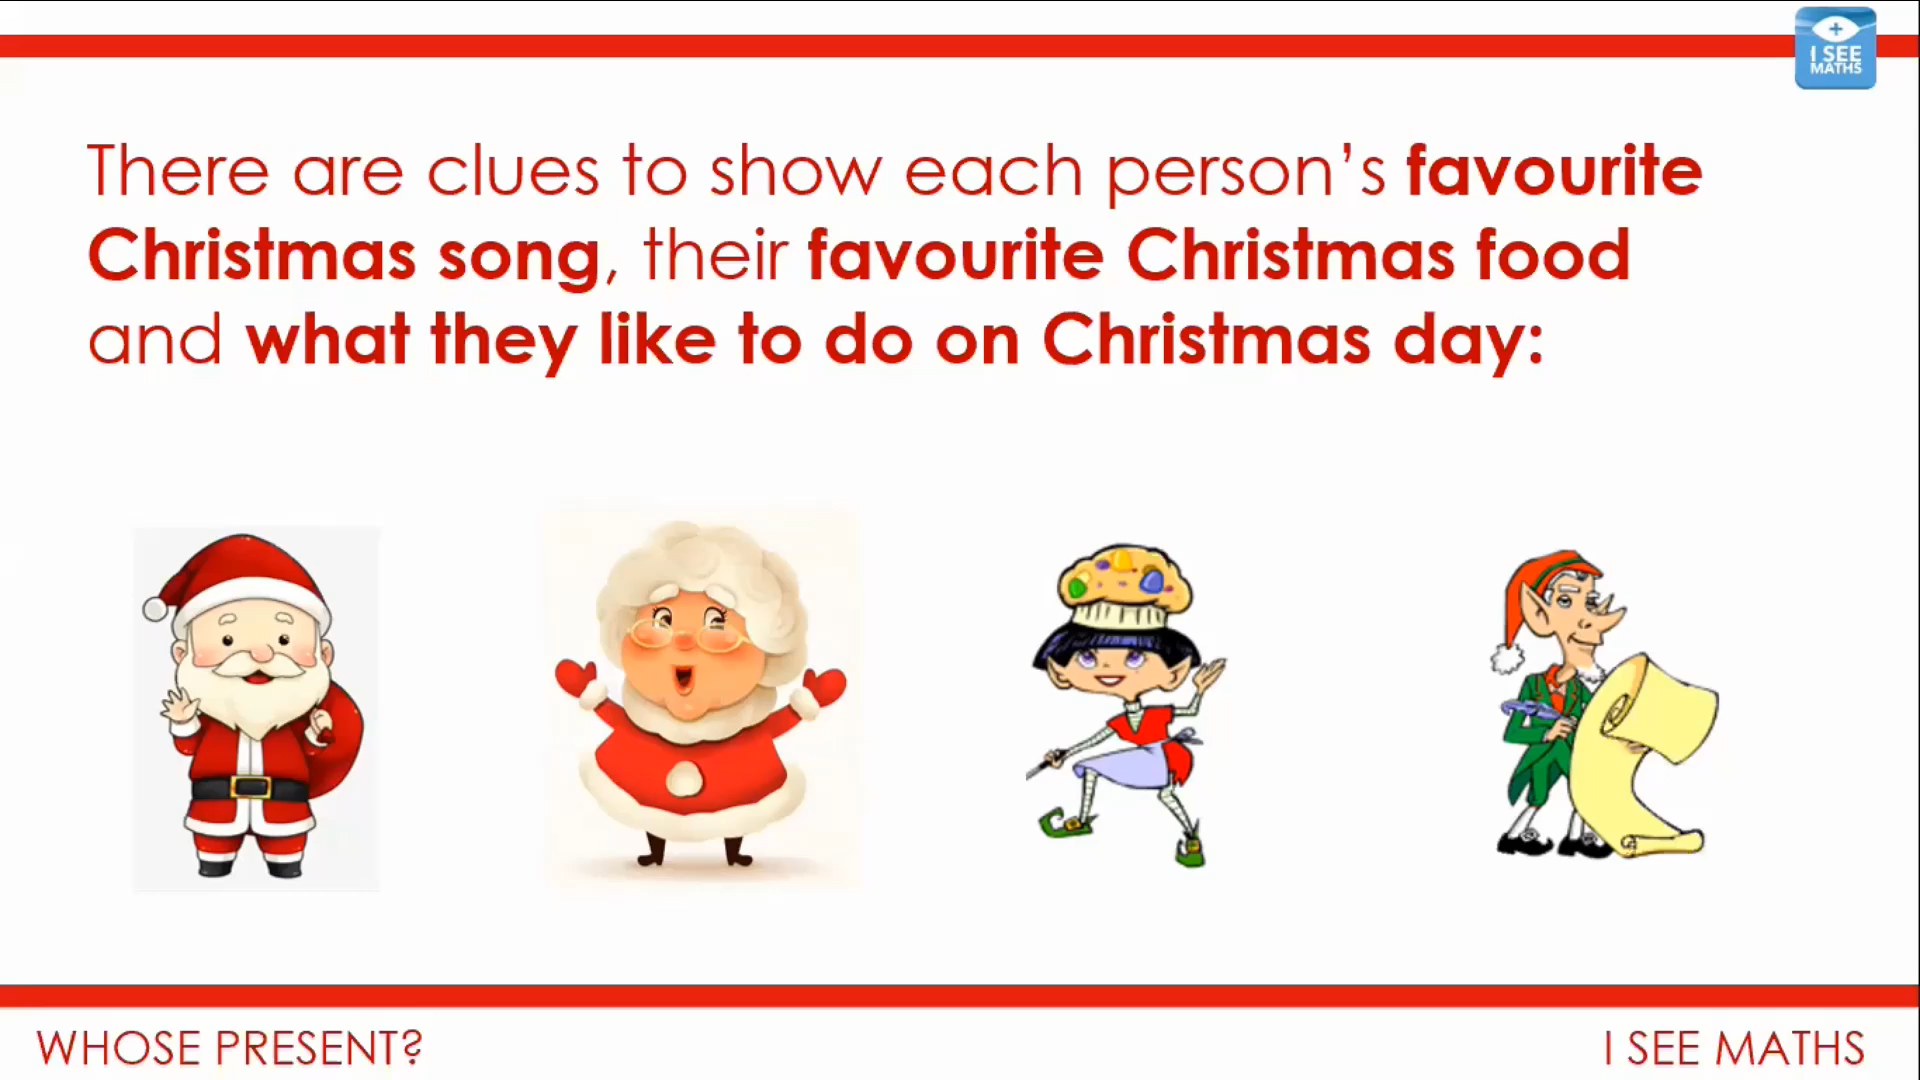 I SEE
MATHS
There are clues to show each person's favourite
Christmas song, their favourite Christmas food
and what they like to do on Christmas day:
WHOSE PRESENT?
I SEE MATHS